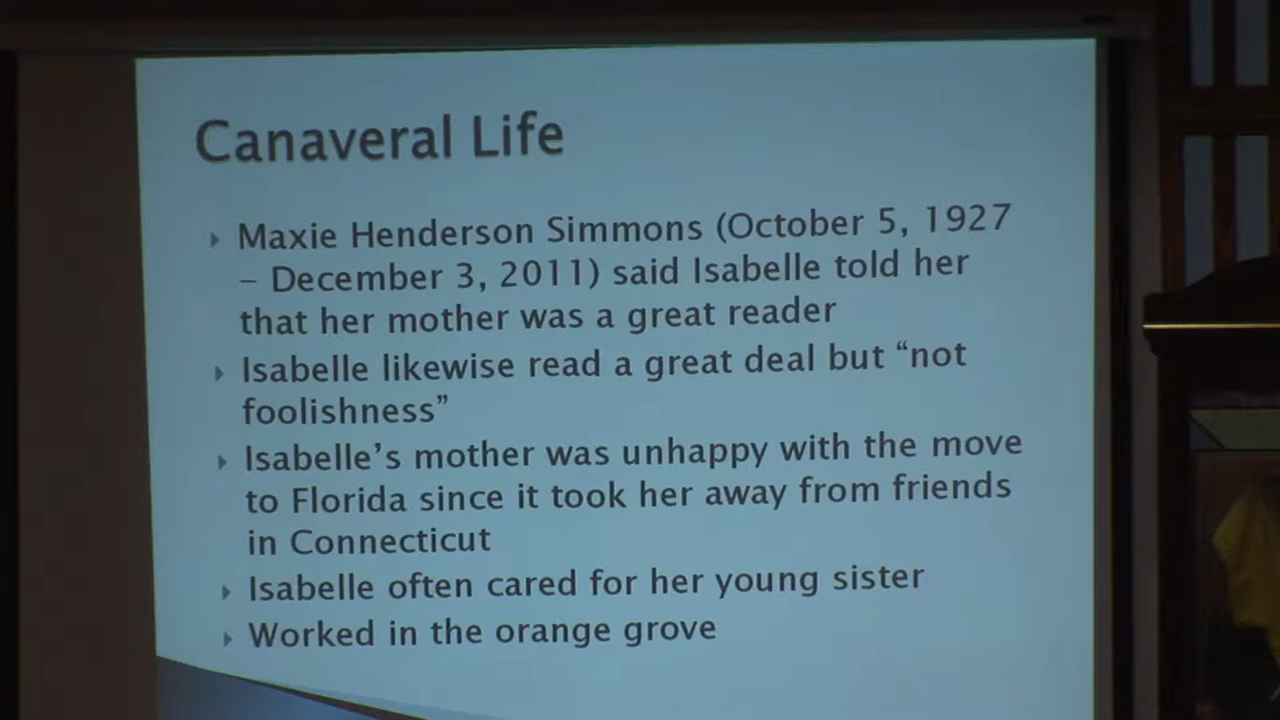 Canaveral Life
Maxie Henderson Simmons (October 5, 1927
– December 3, 2011) said Isabelle told her
that her mother was a great reader
Isabelle likewise read a great deal but “not
foolishness”
Isabelle’s mother was unhappy with the move
to Florida since it took her away from friends
in Connecticut
Isabelle often cared for her young sister
Worked in the orange grove